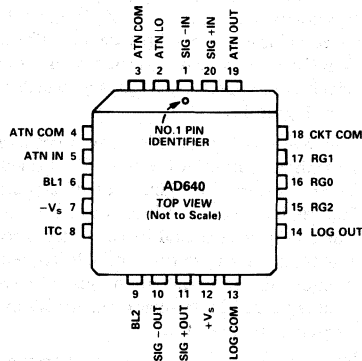 ATN COM
ATN LO
SIG -IN
SIG +IN
ATN OUT
3 2 1 20 19
ATN COM 4
ATN IN 5
BL1 6
-Vs 7
ITC 8
NO.1 PIN
IDENTIFIER
AD640
TOP VIEW
(Not to Scale)
18 CKT COM
17 RG1
16 RG0
15 RG2
14 LOG OUT
9 10 11 12 13
BL2
SIG -OUT
SIG +OUT
+Vs
LOG COM